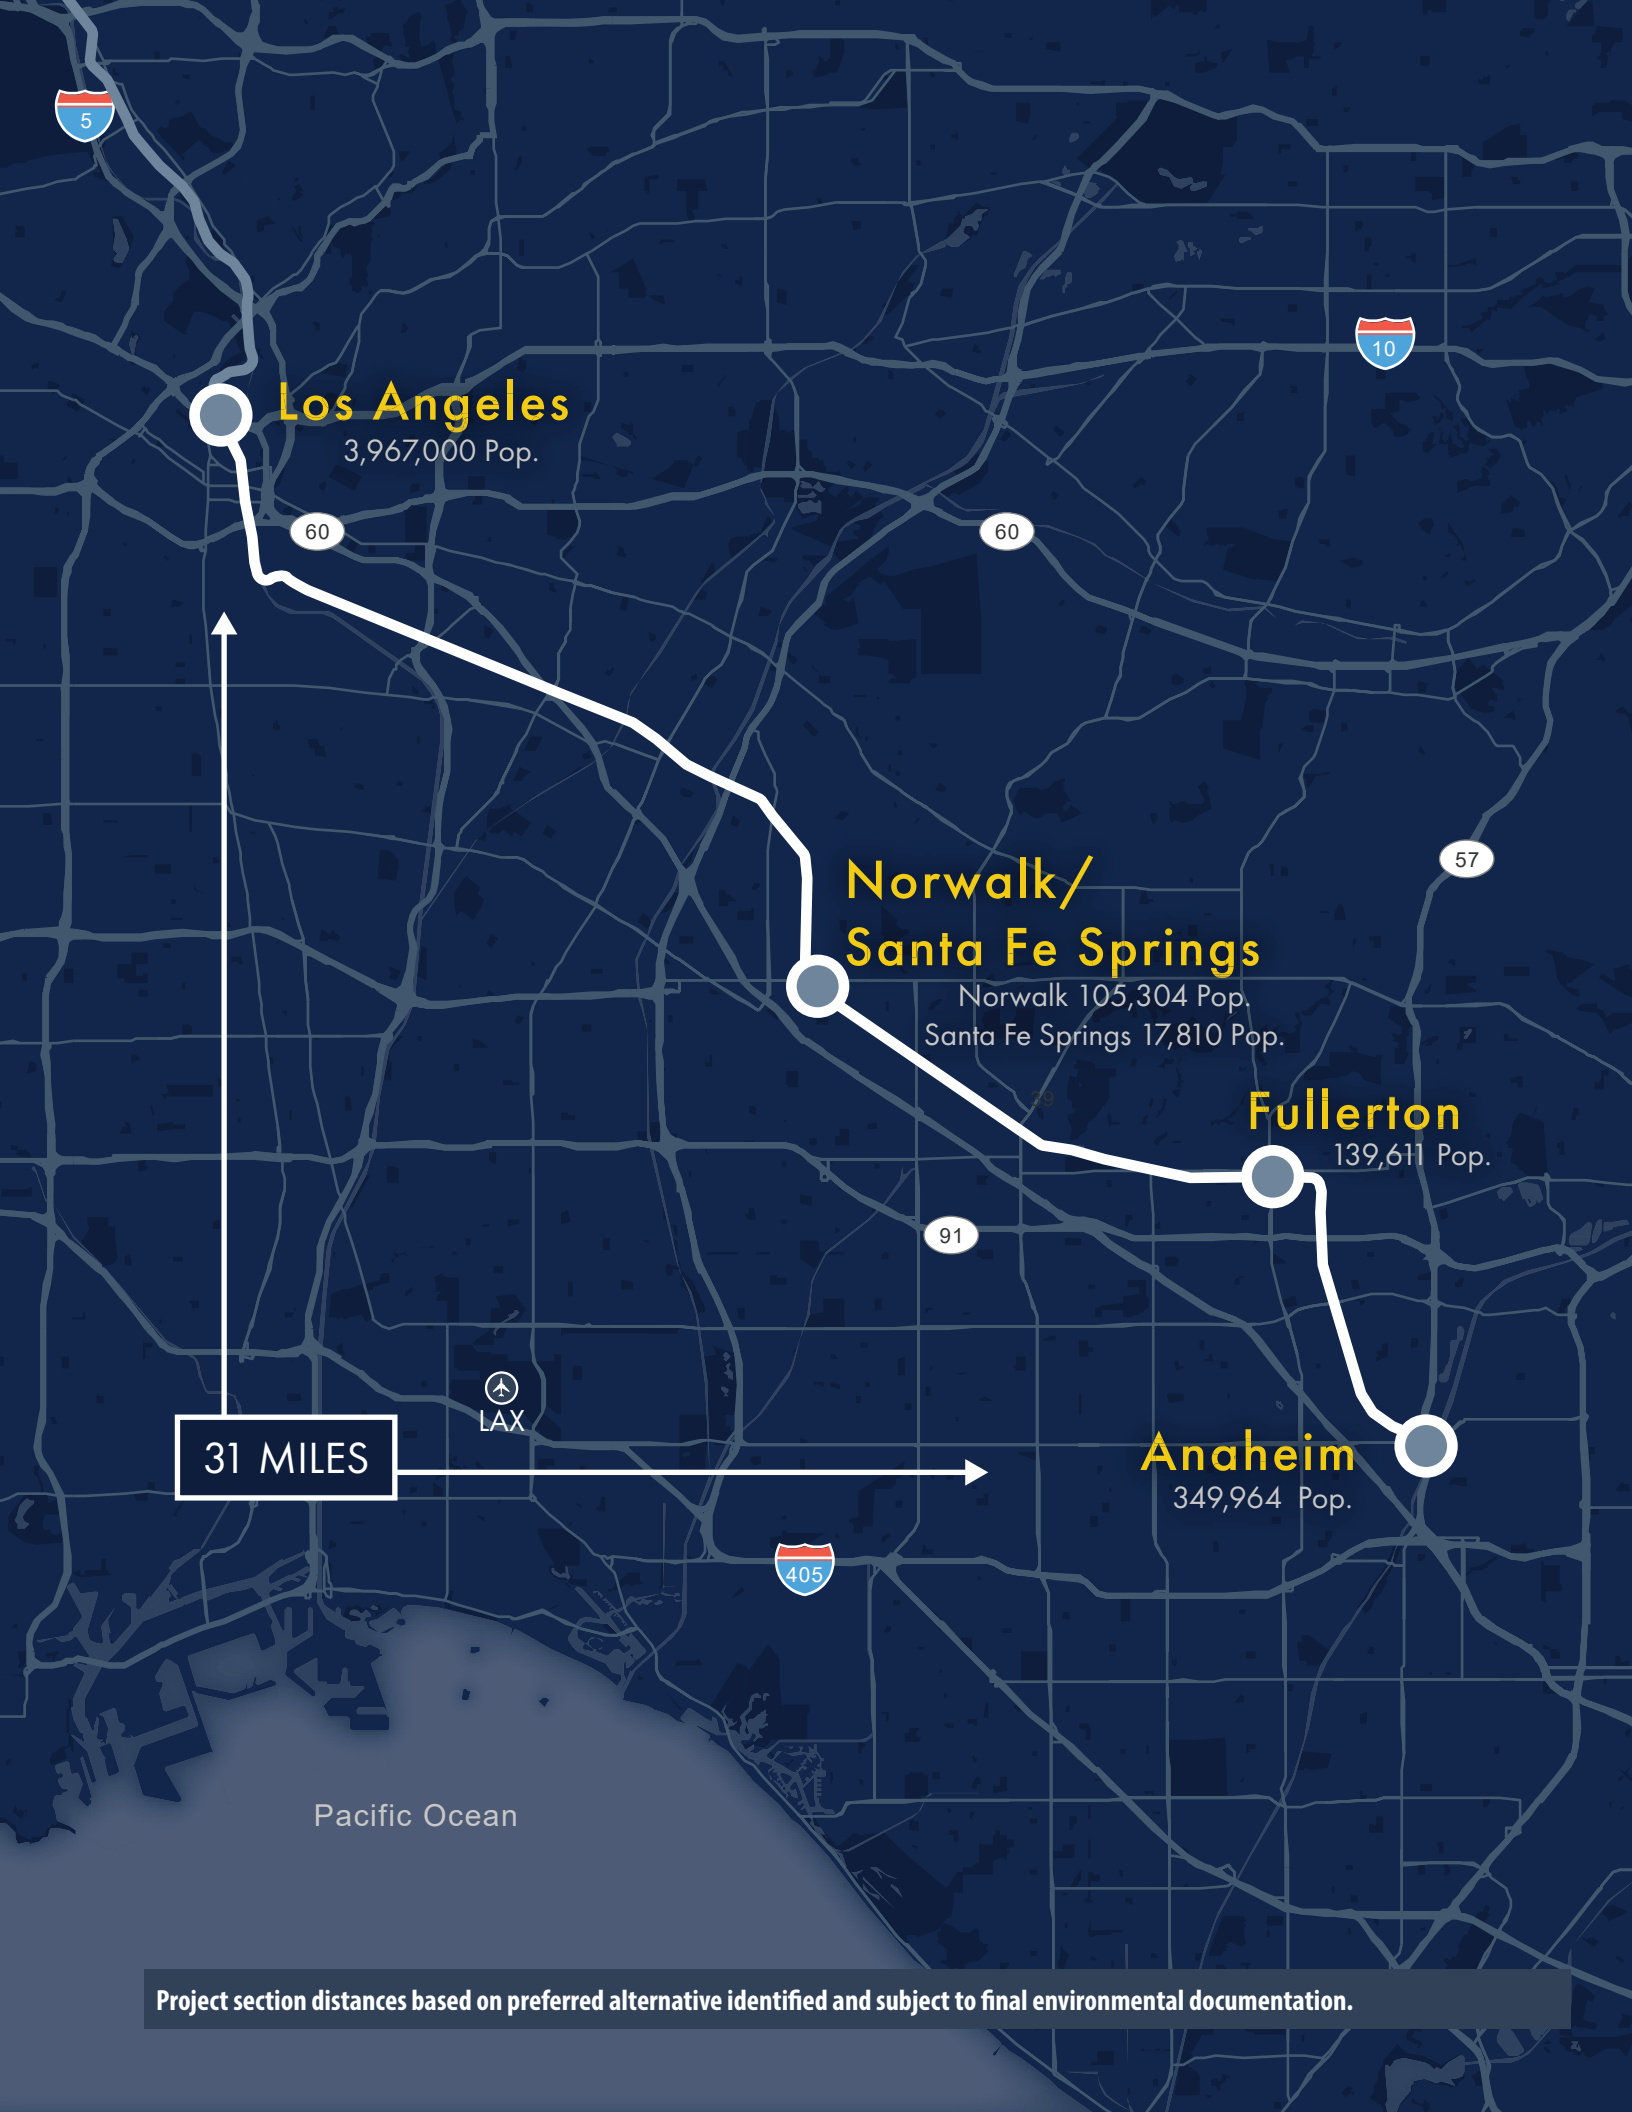 5
10
Los Angeles
3,967,000 Pop.
60
60
57
Norwalk/
Santa Fe Springs
Norwalk 105,304 Pop.
Santa Fe Springs 17,810 Pop.
39
Fullerton
139,611 Pop.
91
LAX
31 MILES
Anaheim
349,964 Pop.
405
Pacific Ocean
Project section distances based on preferred alternative identified and subject to final environmental documentation.